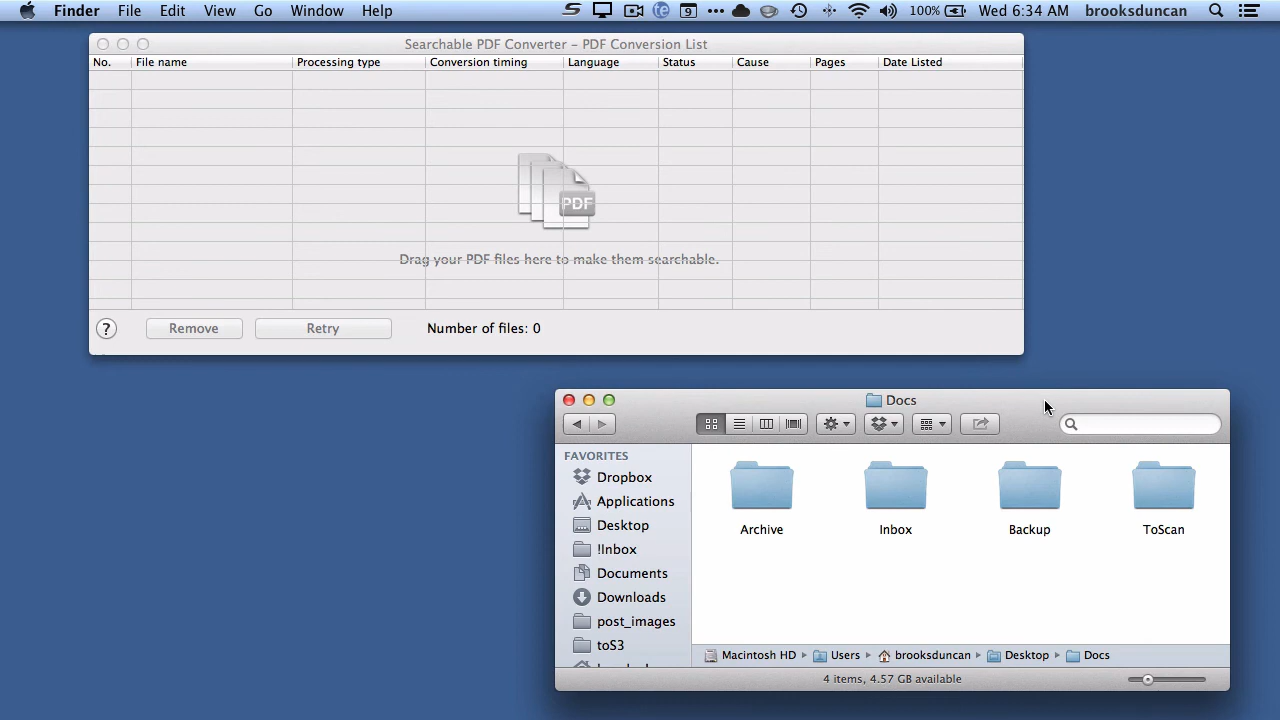 Finder File Edit View Go Window Help 9 100% Wed 6:34 AM brooksduncan
Searchable PDF Converter – PDF Conversion List
No. File name Processing type Conversion timing Language Status Cause Pages Date Listed
PDF
Drag your PDF files here to make them searchable.
? Remove Retry Number of files: 0
Docs
FAVORITES
Dropbox
Applications
Desktop
!Inbox
Documents
Downloads
post_images
toS3
Archive Inbox Backup ToScan
Macintosh HD Users brooksduncan Desktop Docs
4 items, 4.57 GB available